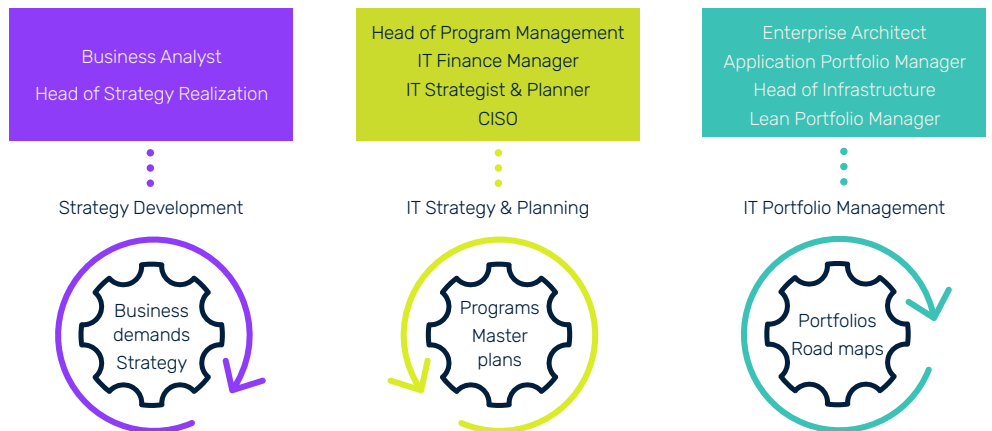 Business Analyst
Head of Strategy Realization
Head of Program Management
IT Finance Manager
IT Strategist & Planner
CISO
Enterprise Architect
Application Portfolio Manager
Head of Infrastructure
Lean Portfolio Manager
Strategy Development
IT Strategy & Planning
IT Portfolio Management
Business
demands
Strategy
Programs
Master
plans
Portfolios
Road maps